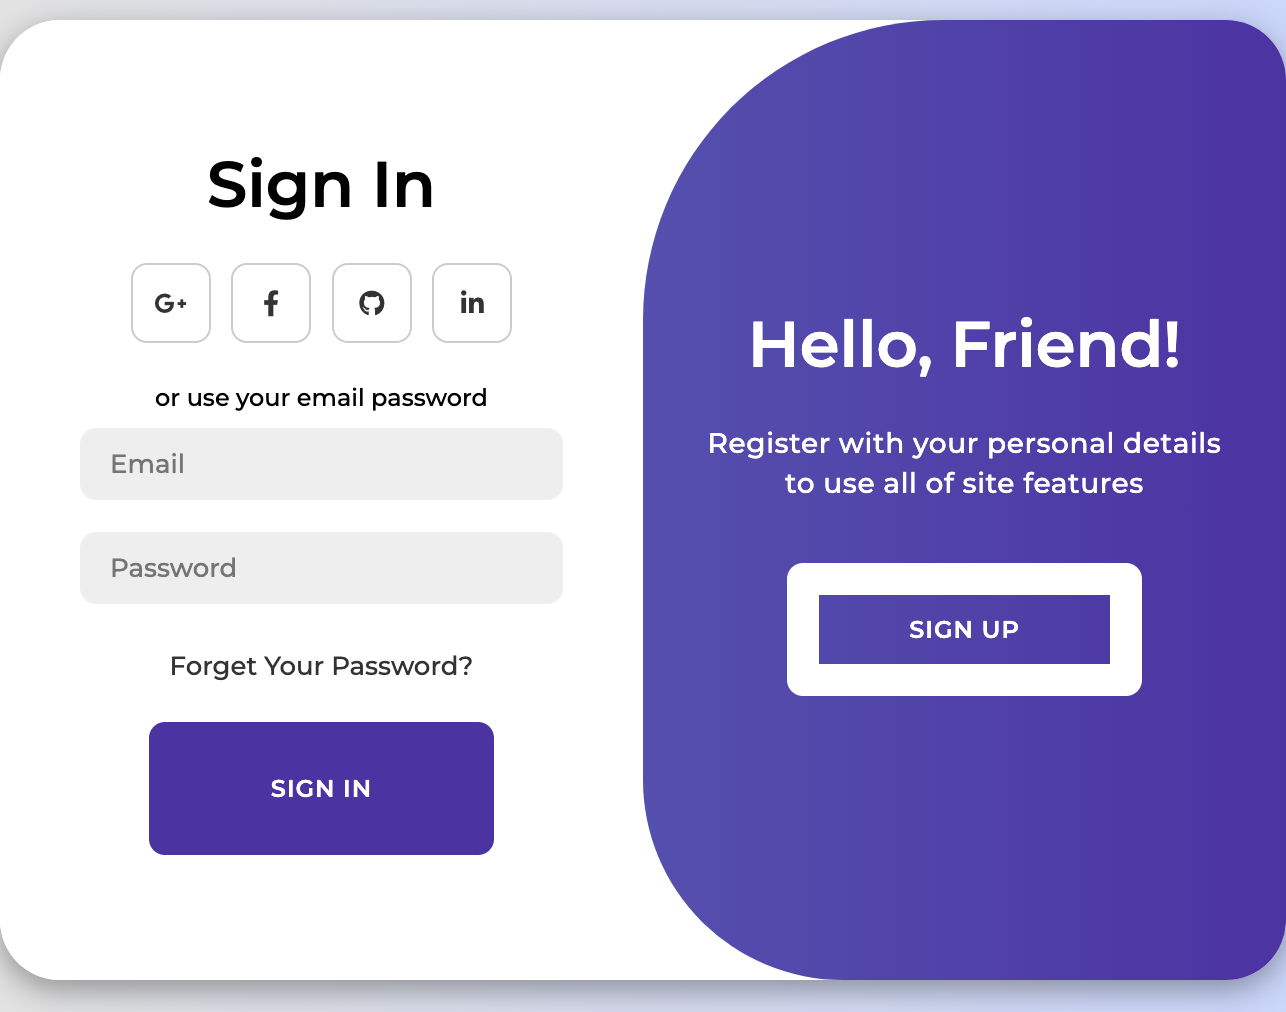 Sign In
G+
f
in
or use your email password
Email
Password
Forget Your Password?
SIGN IN
Hello, Friend!
Register with your personal details
to use all of site features
SIGN UP